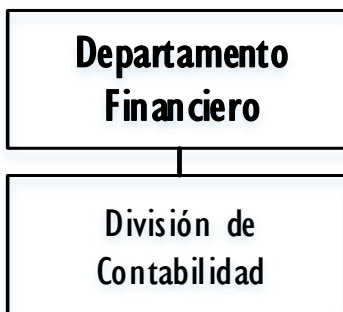 Departamento
Financiero
División de
Contabilidad